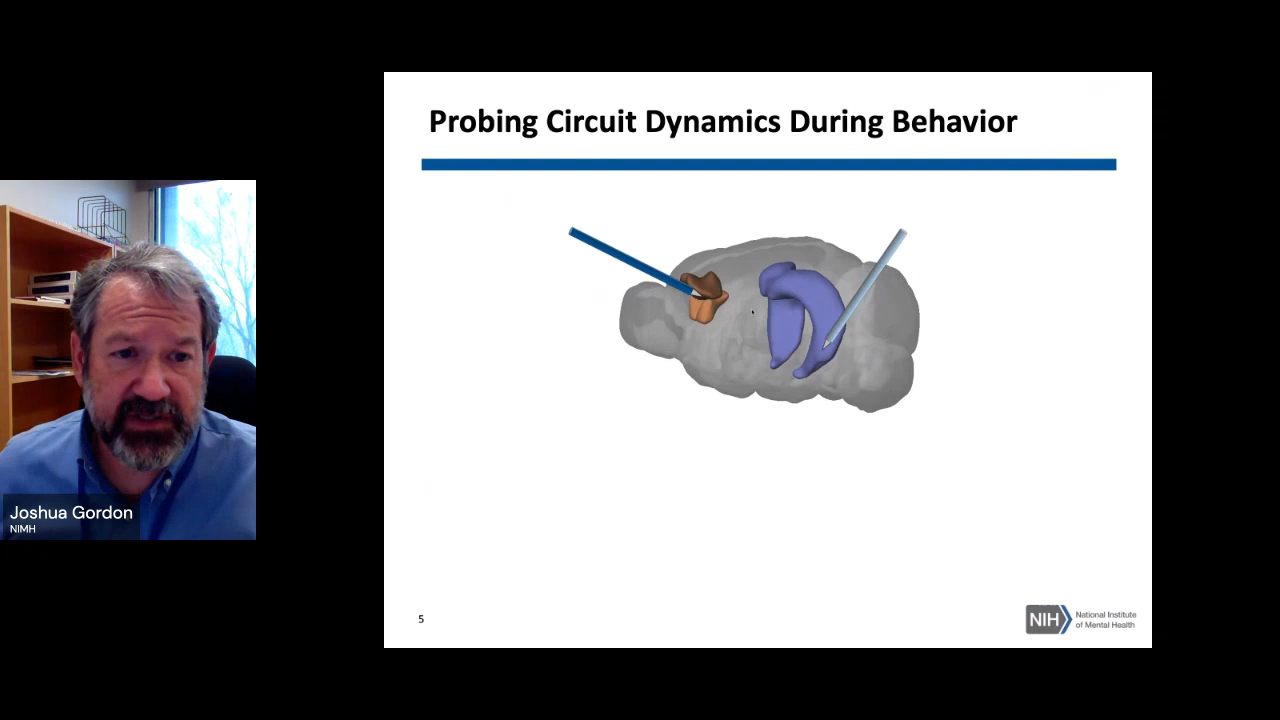 Probing Circuit Dynamics During Behavior
Joshua Gordon
NIMH
5
NIH
National Institute
of Mental Health